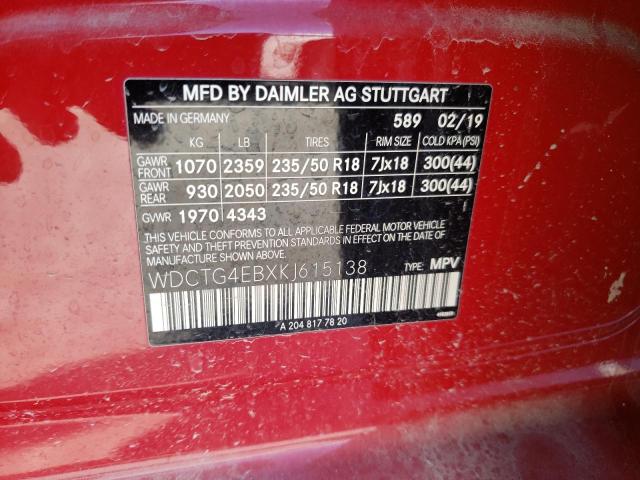 MFD BY DAIMLER AG STUTTGART
MADE IN GERMANY 589 02/19
KG LB TIRES RIM SIZE COLD KPA (PSI)
GAWR FRONT 1070 2359 235/50 R18 7Jx18 300(44)
GAWR REAR 930 2050 235/50 R18 7Jx18 300(44)
GVWR 1970 4343
THIS VEHICLE CONFORMS TO ALL APPLICABLE FEDERAL MOTOR VEHICLE
SAFETY AND THEFT PREVENTION STANDARDS IN EFFECT ON THE DATE OF
MANUFACTURE SHOWN ABOVE.
WDCTG4EBXKJ615138 TYPE: MPV
A 204 817 78 20